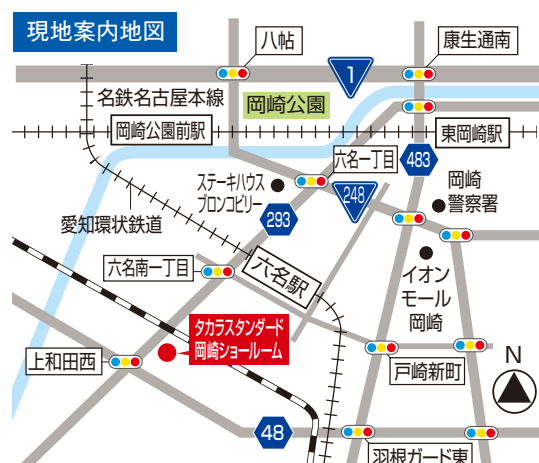 現地案内地図
八帖
康生通南
1
名鉄名古屋本線
岡崎公園
岡崎公園前駅
東岡崎駅
六名一丁目
483
ステーキハウス
ブロンコビリー
248
岡崎
警察署
293
愛知環状鉄道
六名南一丁目
六名駅
イオン
モール
岡崎
タカラスタンダード
岡崎ショールーム
上和田西
戸崎新町
N
48
羽根ガード東